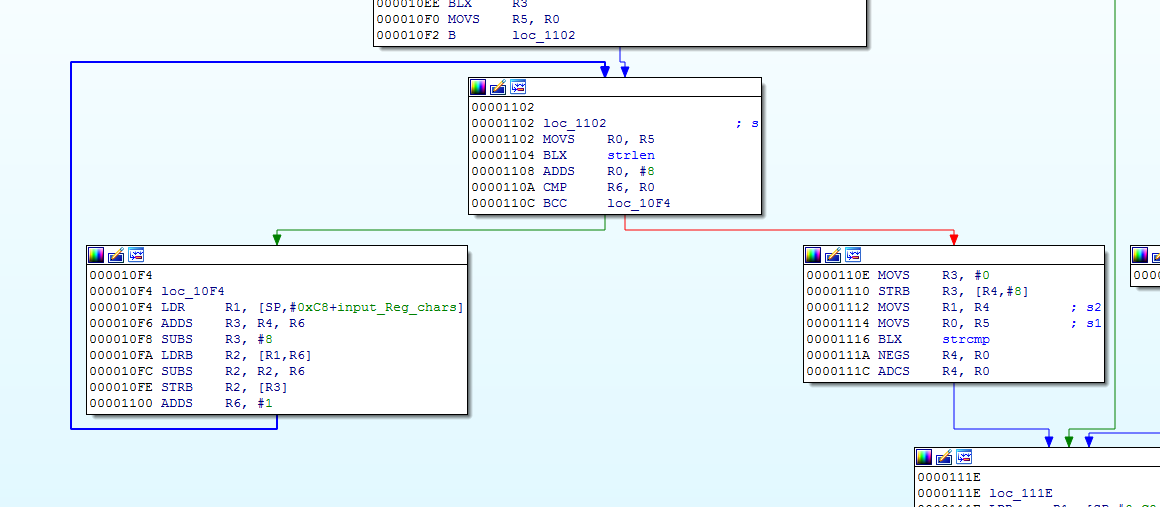 000010EE BLX R3
000010F0 MOVS R5, R0
000010F2 B loc_1102
00001102
00001102 loc_1102 ; s
00001102 MOVS R0, R5
00001104 BLX strlen
00001108 ADDS R0, #8
0000110A CMP R6, R0
0000110C BCC loc_10F4
000010F4
000010F4 loc_10F4
000010F4 LDR R1, [SP,#0xC8+input_Reg_chars]
000010F6 ADDS R3, R4, R6
000010F8 SUBS R3, #8
000010FA LDRB R2, [R1,R6]
000010FC SUBS R2, R2, R6
000010FE STRB R2, [R3]
00001100 ADDS R6, #1
0000110E MOVS R3, #0
00001110 STRB R3, [R4,#8]
00001112 MOVS R1, R4 ; s2
00001114 MOVS R0, R5 ; s1
00001116 BLX strcmp
0000111A NEGS R4, R0
0000111C ADCS R4, R0
0000111E
0000111E loc_111E